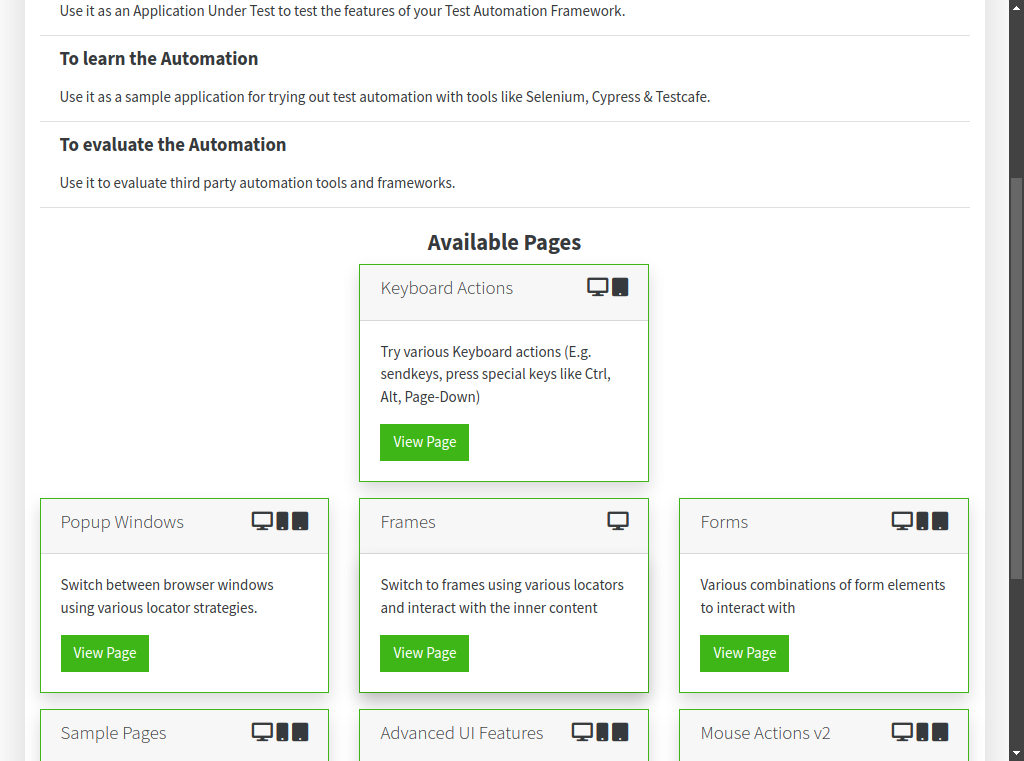 Use it as an Application Under Test to test the features of your Test Automation Framework.
To learn the Automation
Use it as a sample application for trying out test automation with tools like Selenium, Cypress & Testcafe.
To evaluate the Automation
Use it to evaluate third party automation tools and frameworks.
Available Pages
Keyboard Actions
Try various Keyboard actions (E.g.
sendkeys, press special keys like Ctrl,
Alt, Page-Down)
View Page
Popup Windows
Switch between browser windows
using various locator strategies.
View Page
Frames
Switch to frames using various locators
and interact with the inner content
View Page
Forms
Various combinations of form elements
to interact with
View Page
Sample Pages
Advanced UI Features
Mouse Actions v2